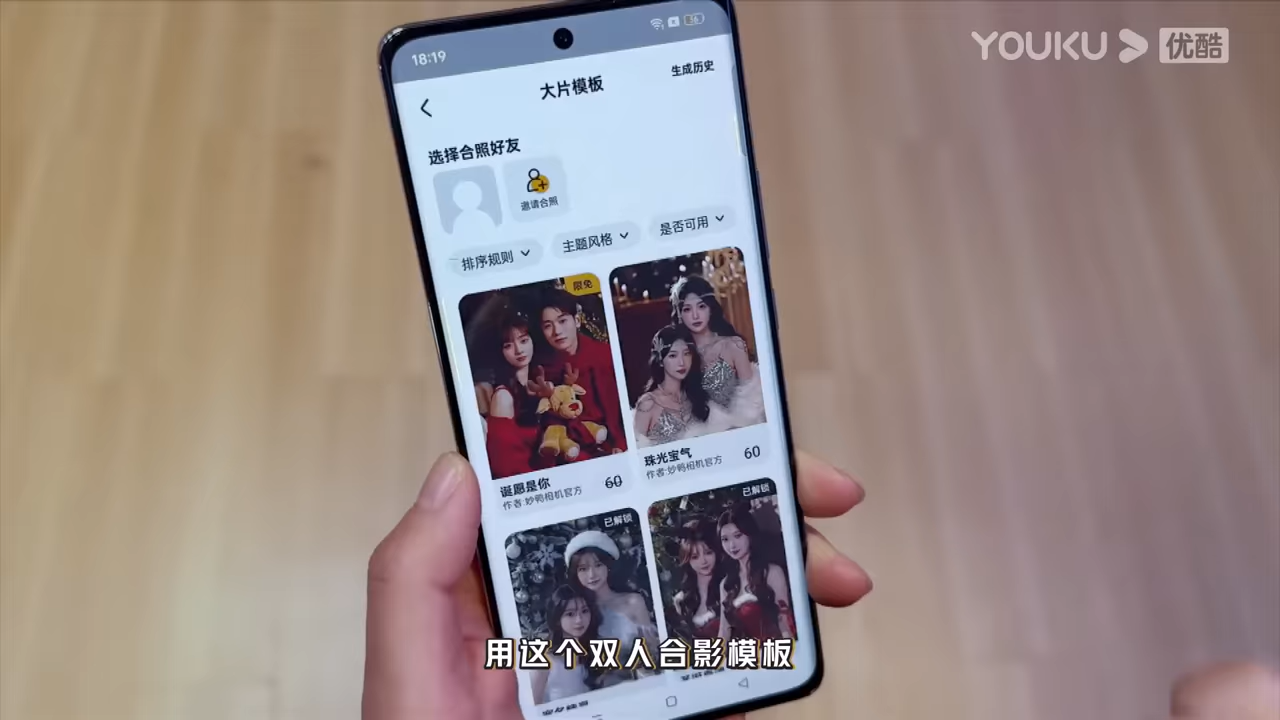 YOUKU 优酷
18:19
56
大片模板
生成历史
选择合照好友
邀请合照
排序规则
主题风格
是否可用
限免
诞愿是你
作者:妙鸭相机官方
60
珠光宝气
作者:妙鸭相机官方
60
已解锁
已解锁
用这个双人合影模板